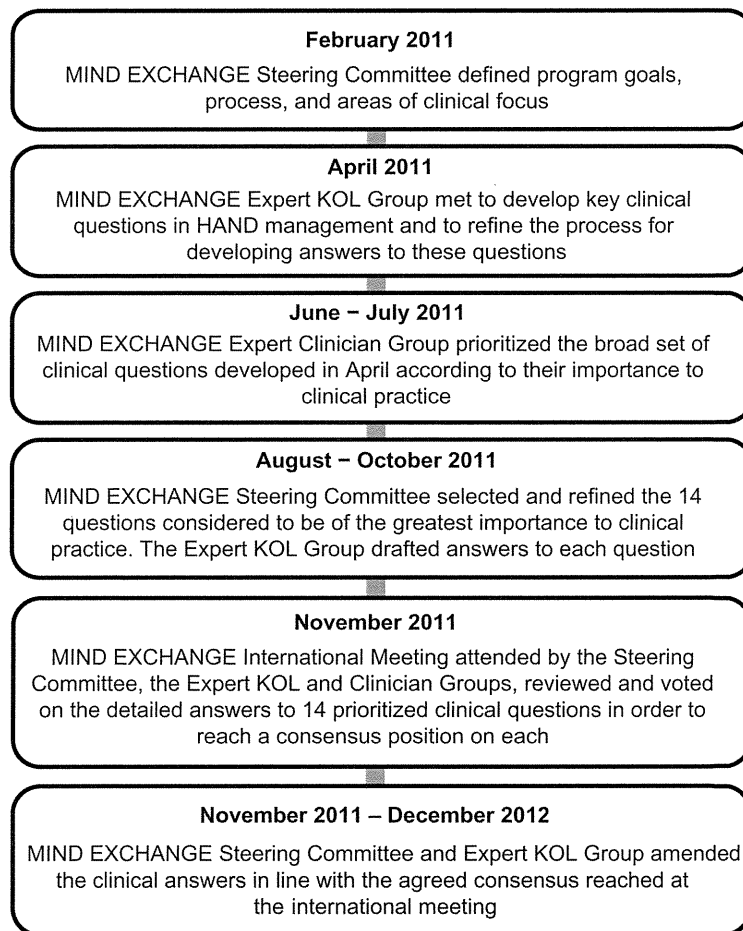 February 2011
MIND EXCHANGE Steering Committee defined program goals,
process, and areas of clinical focus
April 2011
MIND EXCHANGE Expert KOL Group met to develop key clinical
questions in HAND management and to refine the process for
developing answers to these questions
June – July 2011
MIND EXCHANGE Expert Clinician Group prioritized the broad set of
clinical questions developed in April according to their importance to
clinical practice
August – October 2011
MIND EXCHANGE Steering Committee selected and refined the 14
questions considered to be of the greatest importance to clinical
practice. The Expert KOL Group drafted answers to each question
November 2011
MIND EXCHANGE International Meeting attended by the Steering
Committee, the Expert KOL and Clinician Groups, reviewed and voted
on the detailed answers to 14 prioritized clinical questions in order to
reach a consensus position on each
November 2011 – December 2012
MIND EXCHANGE Steering Committee and Expert KOL Group amended
the clinical answers in line with the agreed consensus reached at
the international meeting